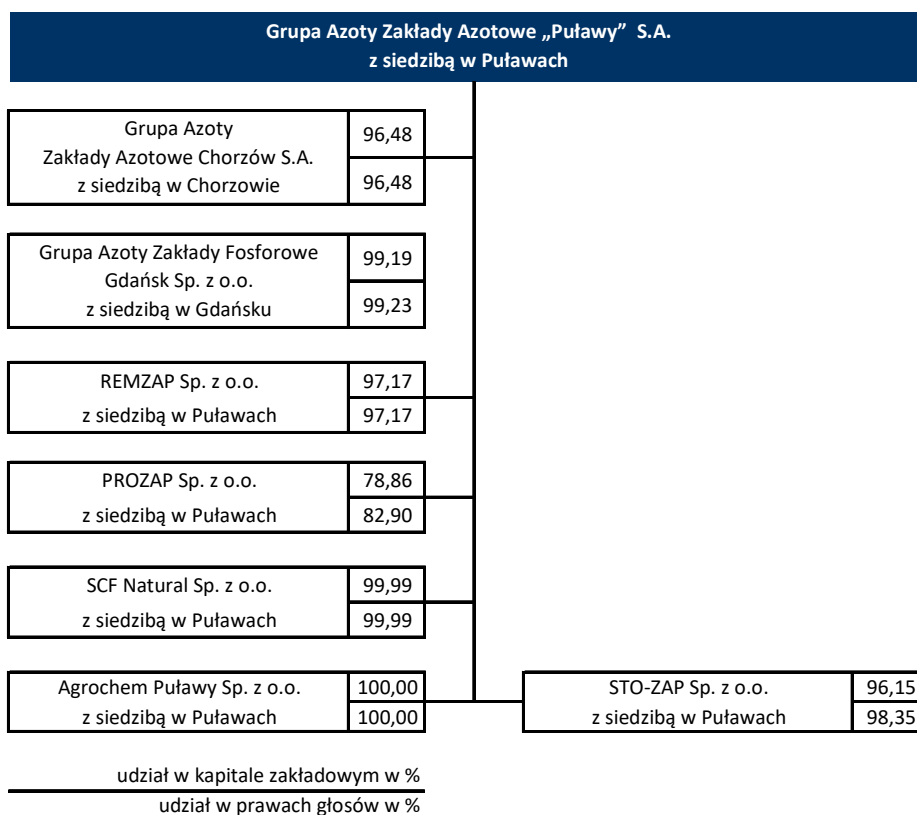 Grupa Azoty Zakłady Azotowe „Puławy” S.A.
z siedzibą w Puławach
Grupa Azoty
Zakłady Azotowe Chorzów S.A.
z siedzibą w Chorzowie
96,48
96,48
Grupa Azoty Zakłady Fosforowe
Gdańsk Sp. z o.o.
z siedzibą w Gdańsku
99,19
99,23
REMZAP Sp. z o.o.
z siedzibą w Puławach
97,17
97,17
PROZAP Sp. z o.o.
z siedzibą w Puławach
78,86
82,90
SCF Natural Sp. z o.o.
z siedzibą w Puławach
99,99
99,99
Agrochem Puławy Sp. z o.o.
z siedzibą w Puławach
100,00
100,00
STO-ZAP Sp. z o.o.
z siedzibą w Puławach
96,15
98,35
udział w kapitale zakładowym w %
udział w prawach głosów w %